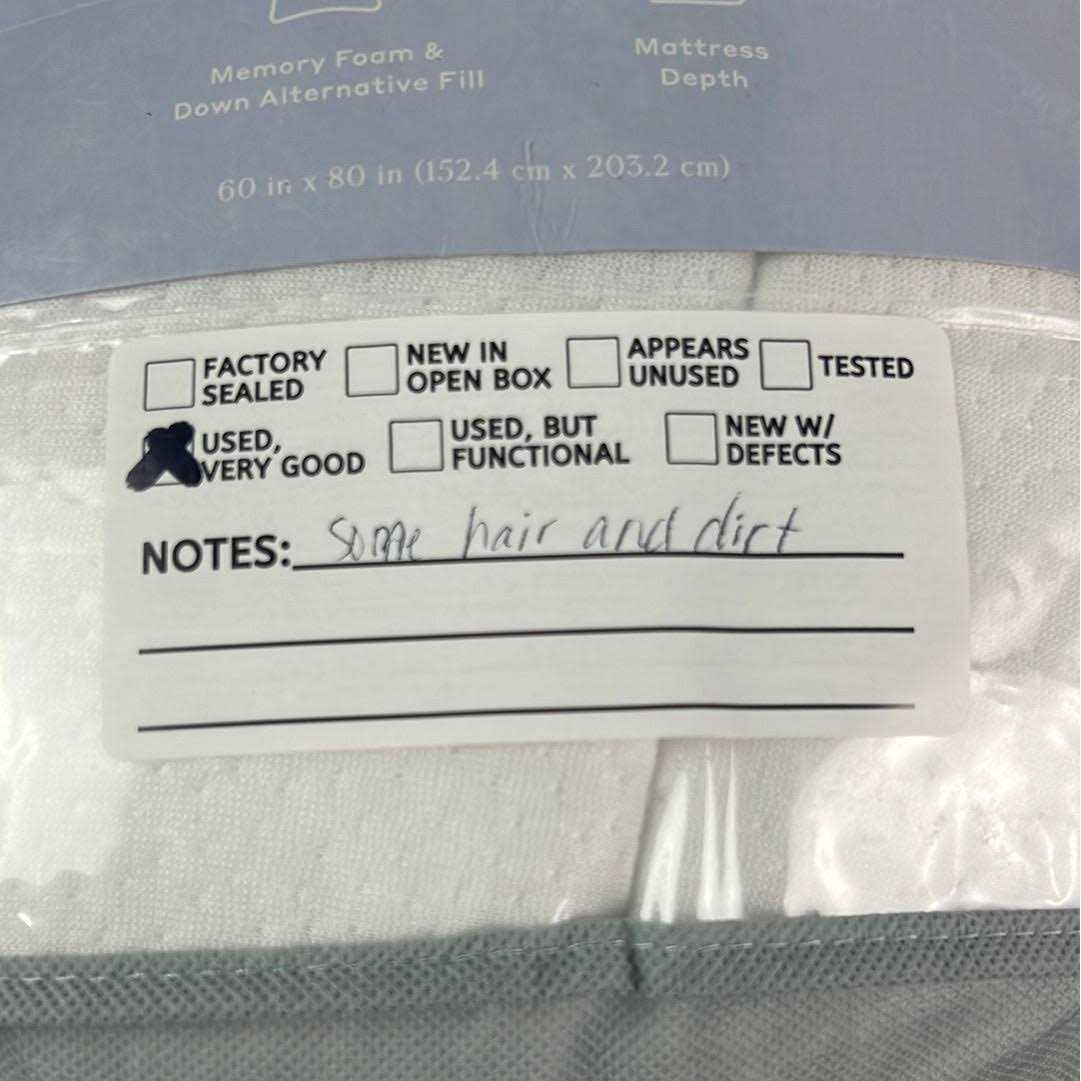 Memory Foam &
Down Alternative Fill
Mattress
Depth
60 in x 80 in (152.4 cm x 203.2 cm)
FACTORY
SEALED
NEW IN
OPEN BOX
APPEARS
UNUSED
TESTED
USED,
VERY GOOD
USED, BUT
FUNCTIONAL
NEW W/
DEFECTS
NOTES: some hair and dirt